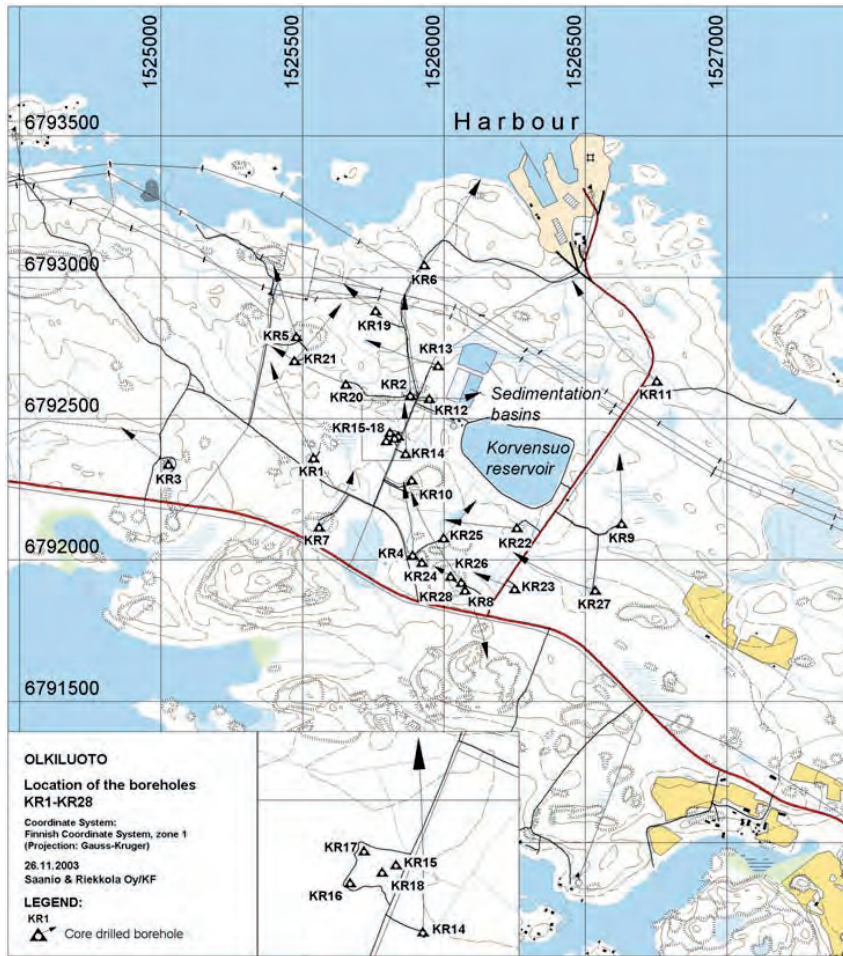 1525000
1525500
1526000
1526500
1527000
6793500
Harbour
6793000
KR6
KR19
KR5
KR13
KR21
KR2
KR11
KR20
KR12
Sedimentation
basins
6792500
KR15-18
Korvensuo
reservoir
KR14
KR1
KR3
KR10
KR7
KR25
KR22
KR9
6792000
KR4
KR26
KR24
KR23
KR28
KR8
KR27
6791500
OLKILUOTO
Location of the boreholes
KR1-KR28
Coordinate System:
Finnish Coordinate System, zone 1
(Projection: Gauss-Kruger)
26.11.2003
Saanio & Riekkola Oy/KF
LEGEND:
KR1
Core drilled borehole
KR17
KR15
KR18
KR16
KR14